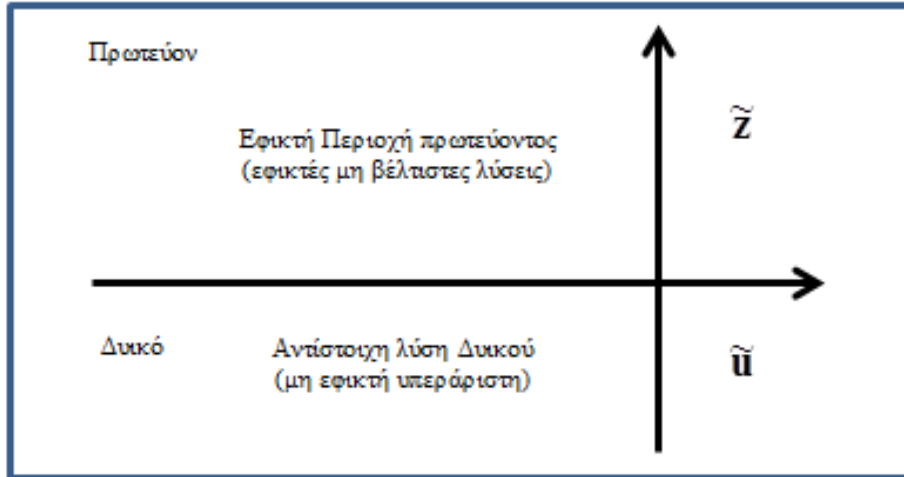 Πρωτεύον
z̃
Εφικτή Περιοχή πρωτεύοντος
(εφικτές μη βέλτιστες λύσεις)
Δυικό
Αντίστοιχη λύση Δυικού
(μη εφικτή υπεράριστη)
ũ